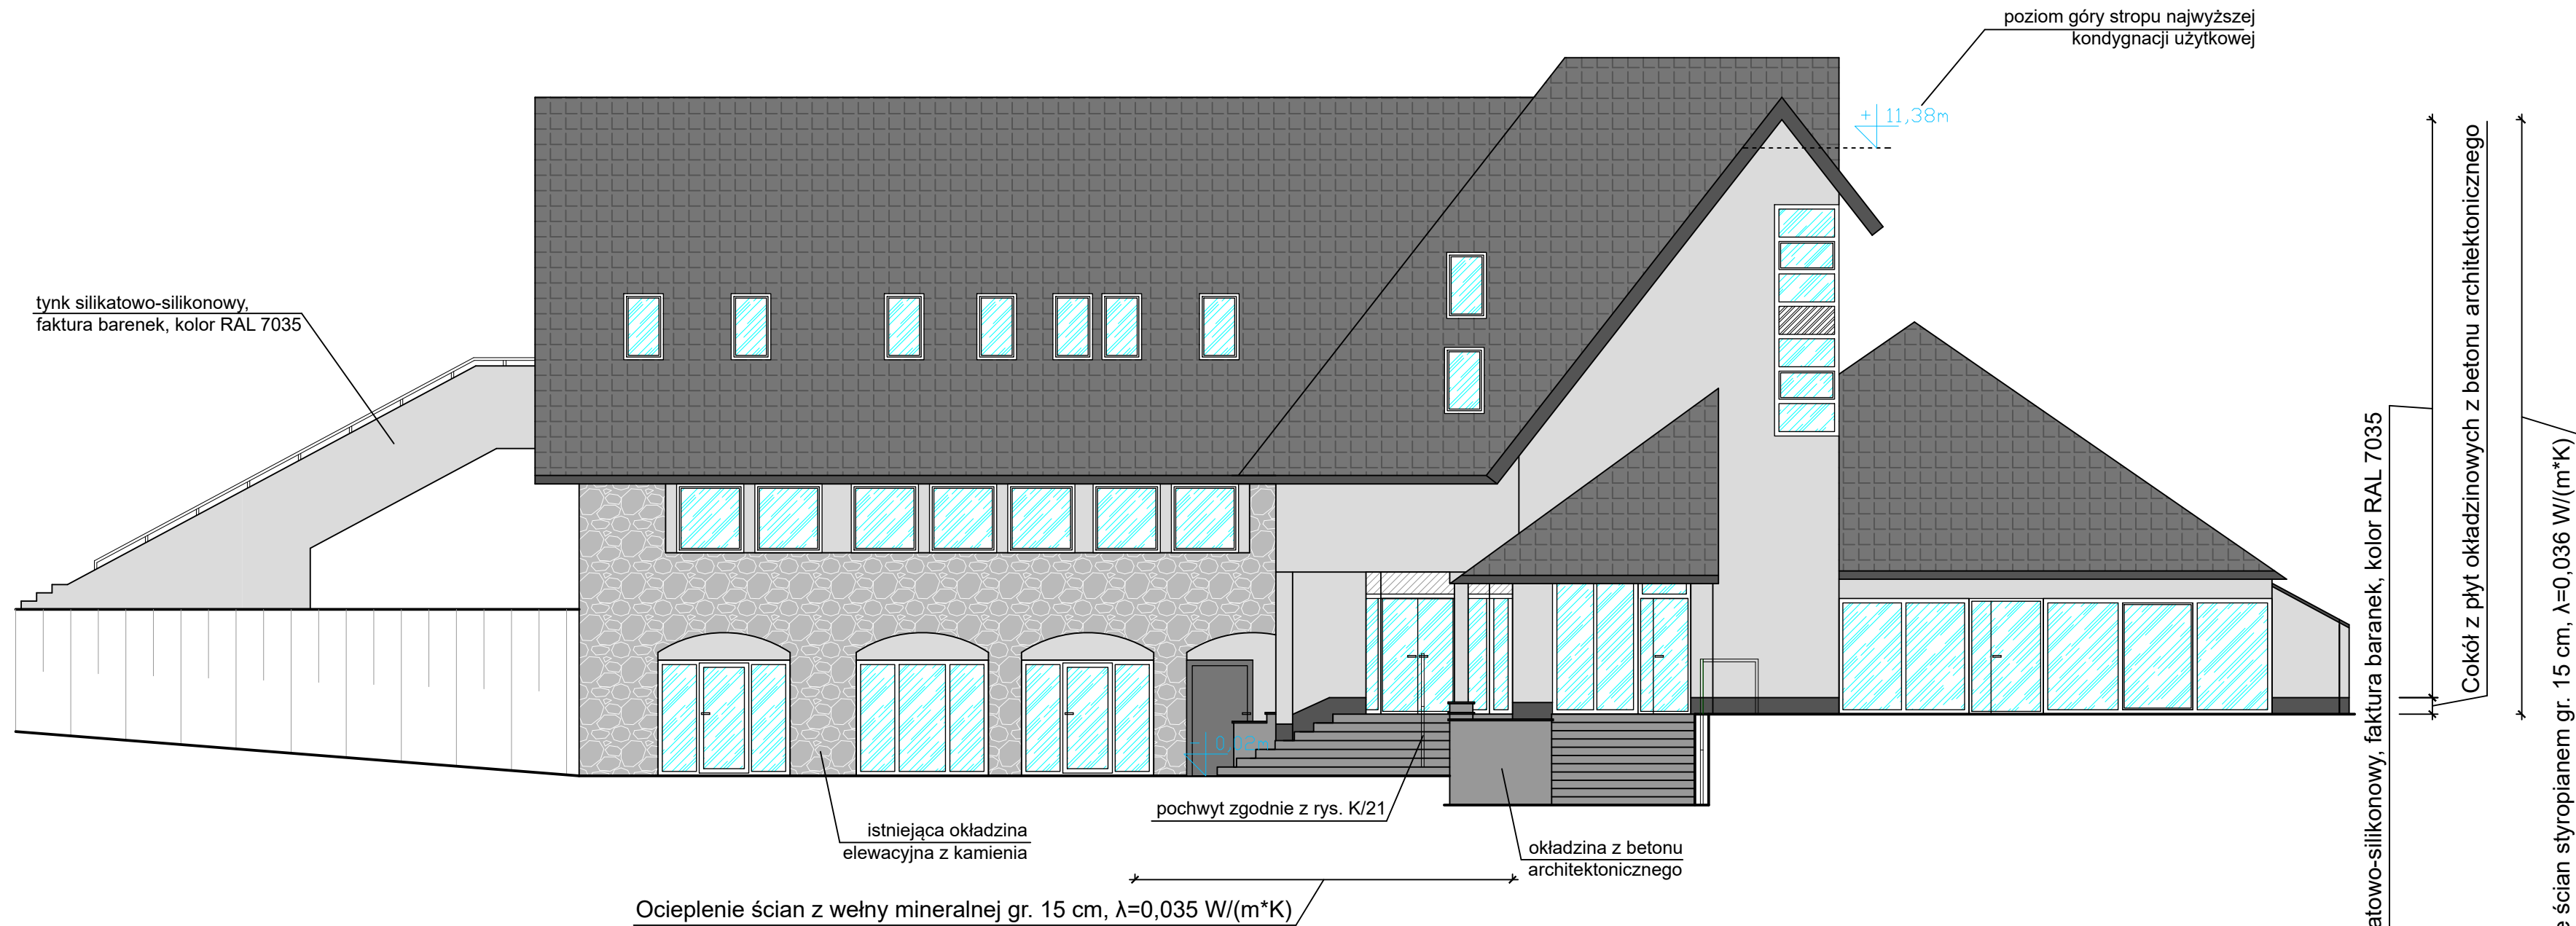 poziom góry stropu najwyższej
kondygnacji użytkowej
+ 11,38m
tynk silikatowo-silikonowy,
faktura barenek, kolor RAL 7035
pochwyt zgodnie z rys. K/21
istniejąca okładzina
elewacyjna z kamienia
okładzina z betonu
architektonicznego
Ocieplenie ścian z wełny mineralnej gr. 15 cm, λ=0,035 W/(m*K)
atowo-silikonowy, faktura baranek, kolor RAL 7035
Cokół z płyt okładzinowych z betonu architektonicznego
e ścian styropianem gr. 15 cm, λ=0,036 W/(m*K)